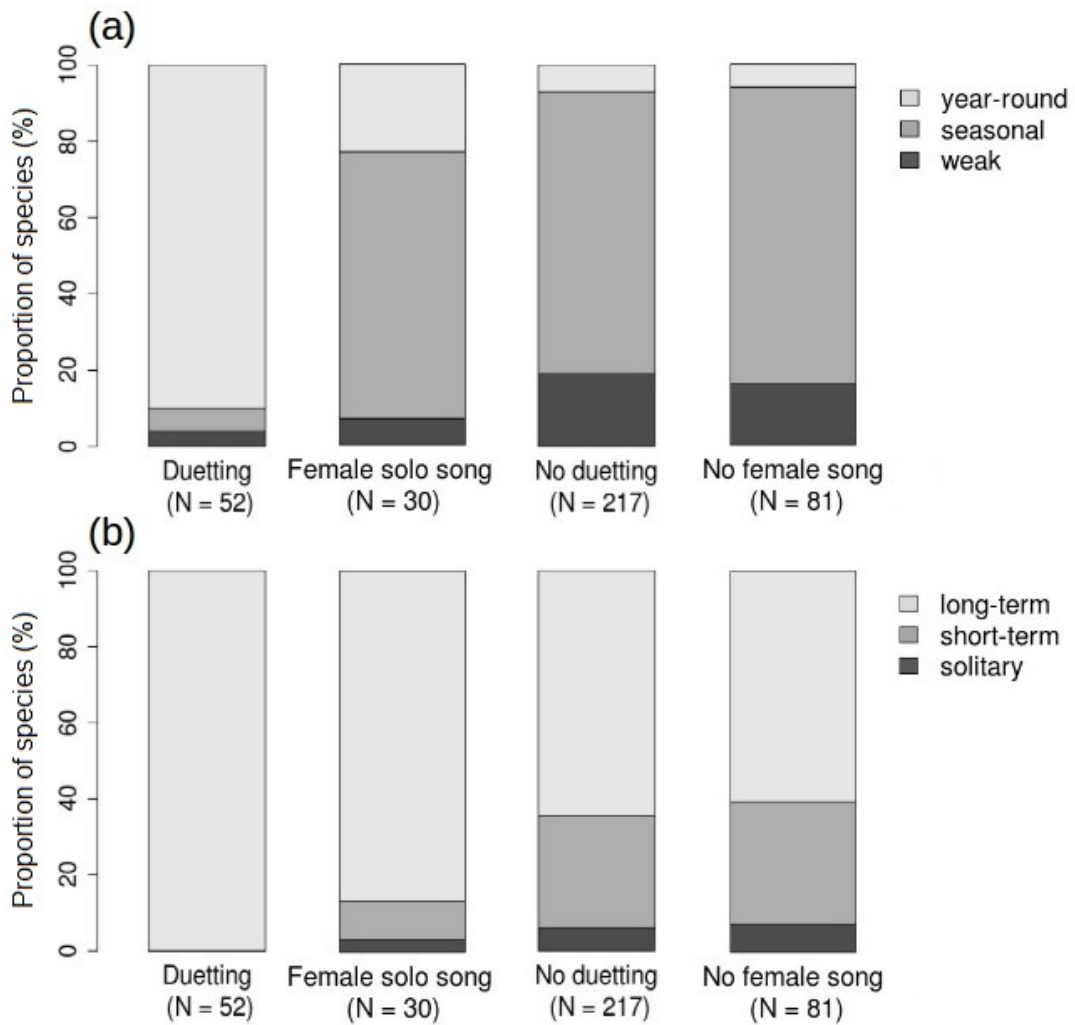 (a)
Proportion of species (%)
100
80
60
40
20
0
year-round
seasonal
weak
Duetting
(N = 52)
Female solo song
(N = 30)
No duetting
(N = 217)
No female song
(N = 81)
(b)
Proportion of species (%)
100
80
60
40
20
0
long-term
short-term
solitary
Duetting
(N = 52)
Female solo song
(N = 30)
No duetting
(N = 217)
No female song
(N = 81)